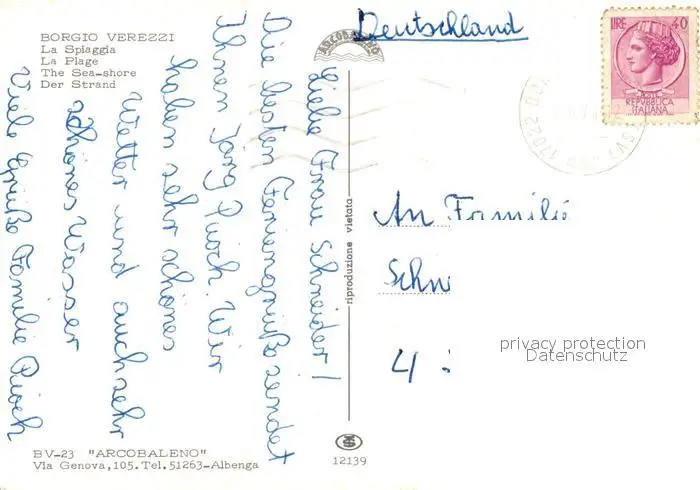 BORGIO VEREZZI
La Spiaggia
La Plage
The Sea-shore
Der Strand
ARCOBALENO
Deutschland
LIRE 40
POSTE
REPVBBLICA
ITALIANA
17022
Liebe Frau Schneider!
Die besten Feriengrüße sendet
Ihnen Jörg Wir
haben sehr schönes
Wetter und auch sehr
schönes Wasser
Viele Grüße Familie
riproduzione vietata
An Familie
Schn
4
privacy protection
Datenschutz
BV-23 "ARCOBALENO"
Via Genova, 105. Tel. 51263-Albenga
12139